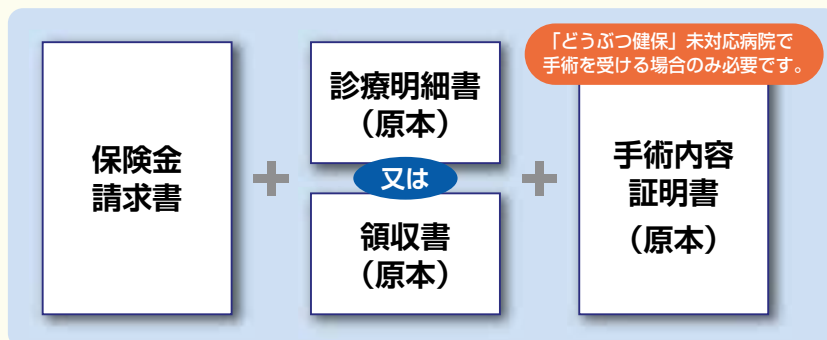 「どうぶつ健保」未対応病院で
手術を受ける場合のみ必要です。
保険金
請求書
+
診療明細書
(原本)
又は
領収書
(原本)
+
手術内容
証明書
(原本)